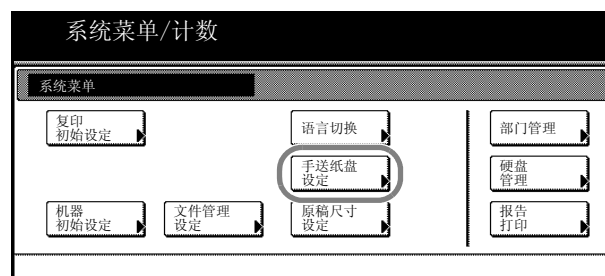 系统菜单/计数
系统菜单
复印
初始设定
语言切换
部门管理
手送纸盘
设定
硬盘
管理
机器
初始设定
文件管理
设定
原稿尺寸
设定
报告
打印